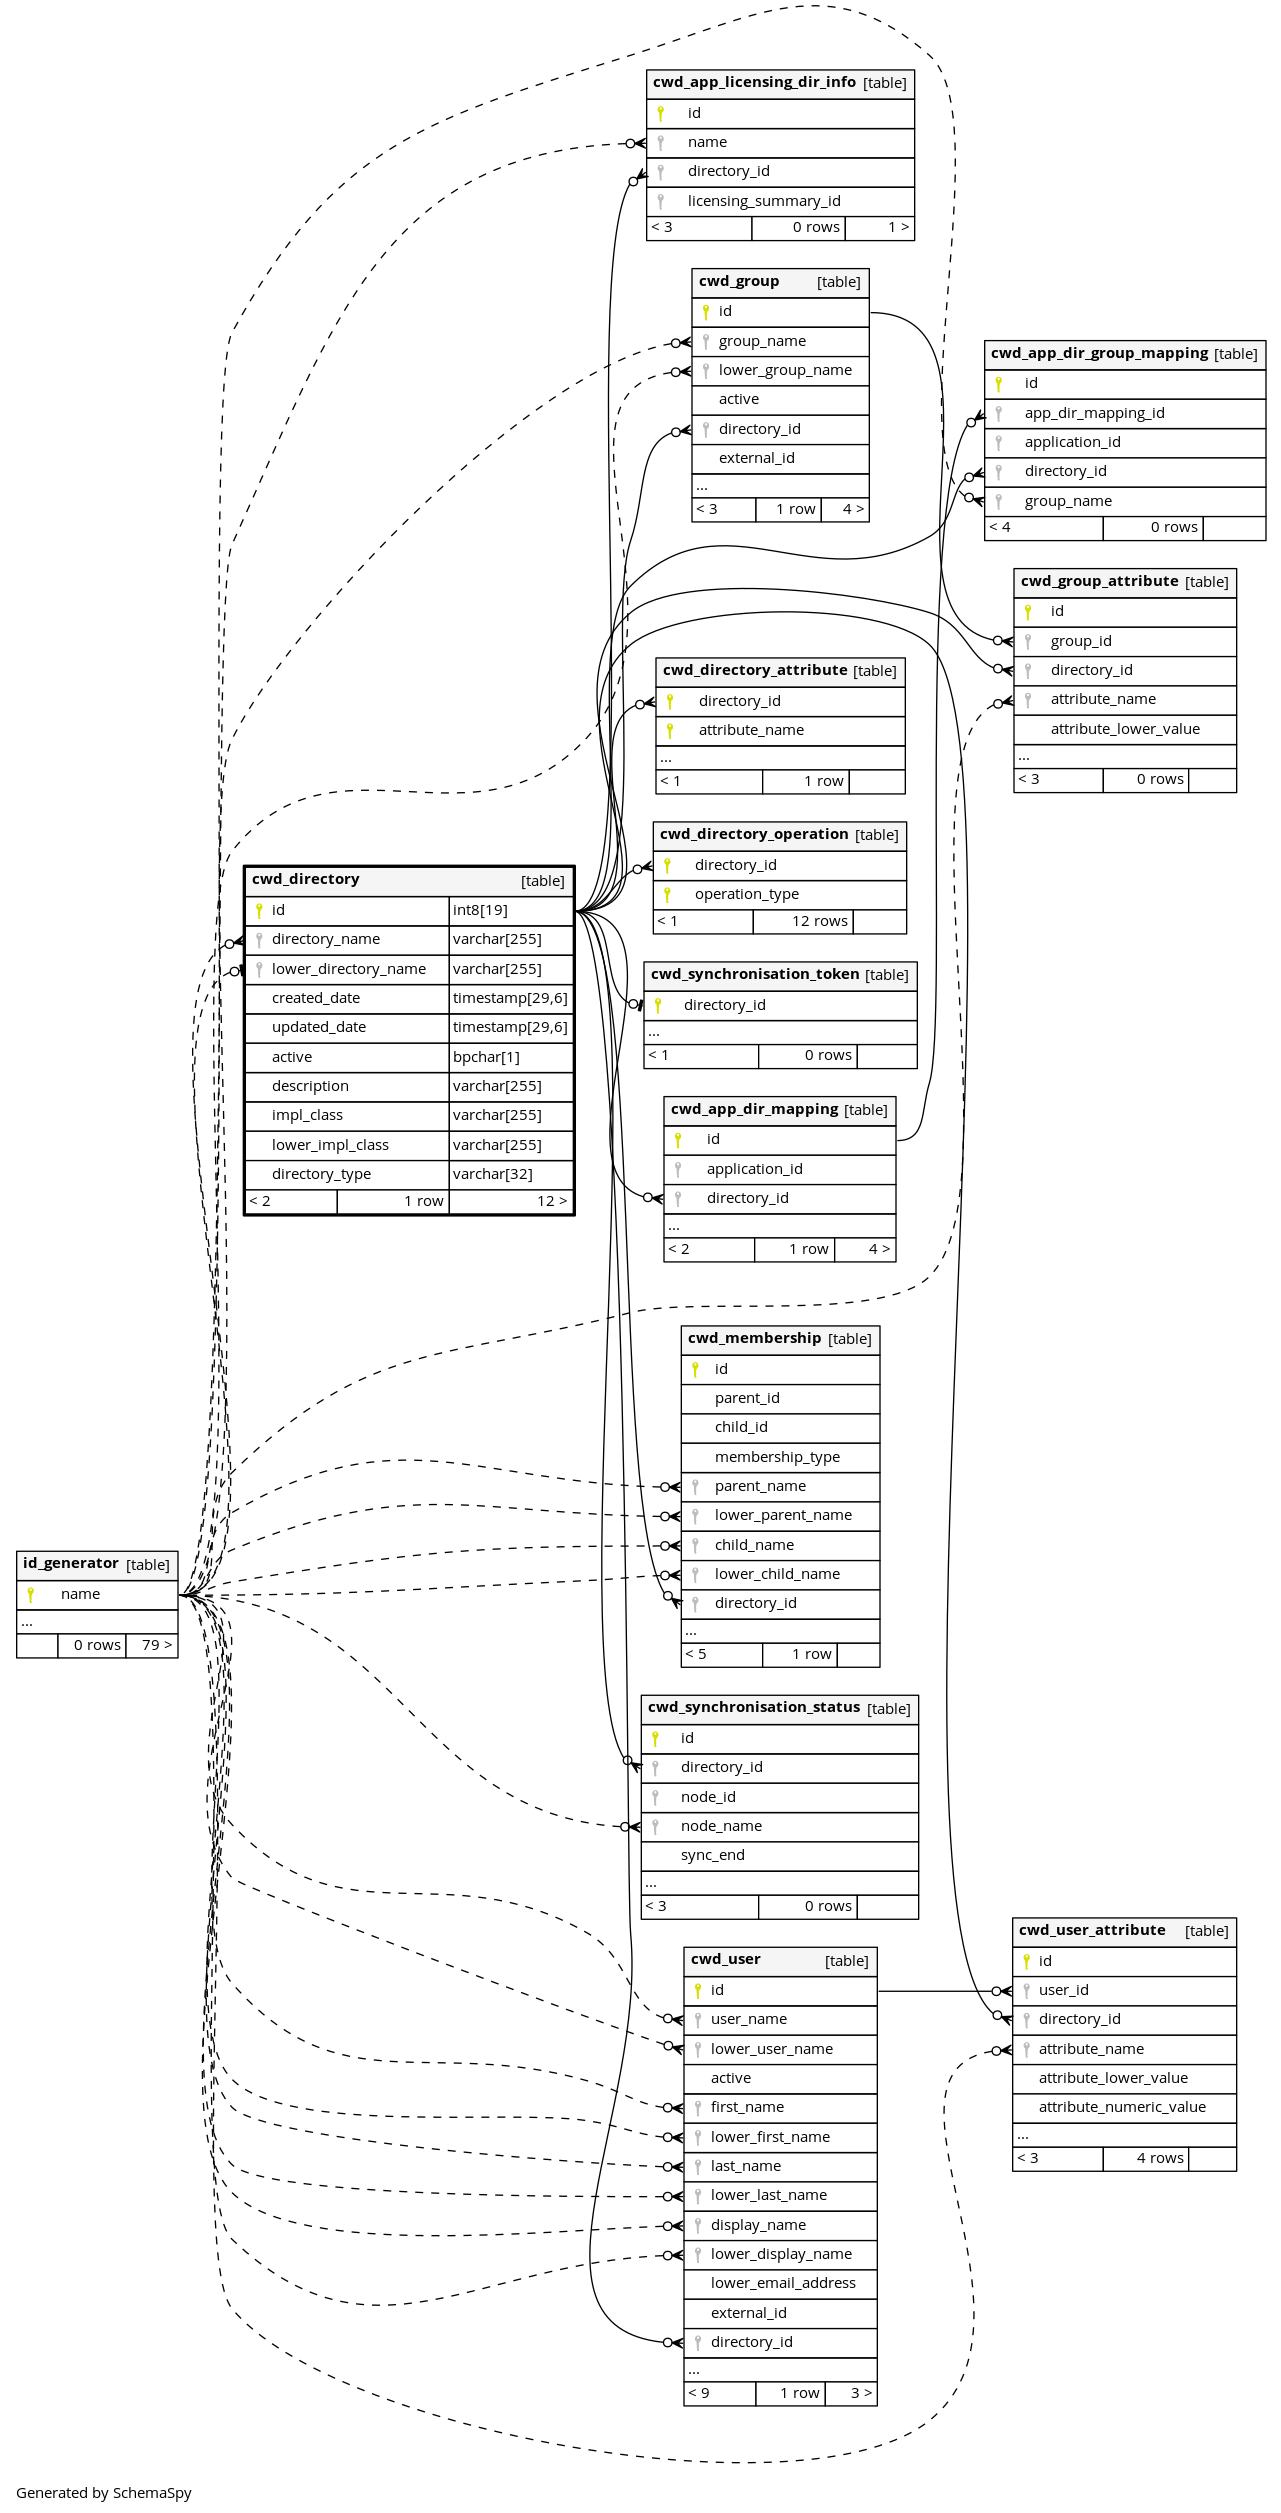 cwd_app_licensing_dir_info [table]
id
name
directory_id
licensing_summary_id
< 3 0 rows 1 >
cwd_group [table]
id
group_name
lower_group_name
active
directory_id
external_id
...
< 3 1 row 4 >
cwd_app_dir_group_mapping [table]
id
app_dir_mapping_id
application_id
directory_id
group_name
< 4 0 rows
cwd_group_attribute [table]
id
group_id
directory_id
attribute_name
attribute_lower_value
...
< 3 0 rows
cwd_directory_attribute [table]
directory_id
attribute_name
...
< 1 1 row
cwd_directory_operation [table]
directory_id
operation_type
< 1 12 rows
cwd_directory [table]
id int8[19]
directory_name varchar[255]
lower_directory_name varchar[255]
created_date timestamp[29,6]
updated_date timestamp[29,6]
active bpchar[1]
description varchar[255]
impl_class varchar[255]
lower_impl_class varchar[255]
directory_type varchar[32]
< 2 1 row 12 >
cwd_synchronisation_token [table]
directory_id
...
< 1 0 rows
cwd_app_dir_mapping [table]
id
application_id
directory_id
...
< 2 1 row 4 >
cwd_membership [table]
id
parent_id
child_id
membership_type
parent_name
lower_parent_name
child_name
lower_child_name
directory_id
...
< 5 1 row
id_generator [table]
name
...
0 rows 79 >
cwd_synchronisation_status [table]
id
directory_id
node_id
node_name
sync_end
...
< 3 0 rows
cwd_user [table]
id
user_name
lower_user_name
active
first_name
lower_first_name
last_name
lower_last_name
display_name
lower_display_name
lower_email_address
external_id
directory_id
...
< 9 1 row 3 >
cwd_user_attribute [table]
id
user_id
directory_id
attribute_name
attribute_lower_value
attribute_numeric_value
...
< 3 4 rows
Generated by SchemaSpy